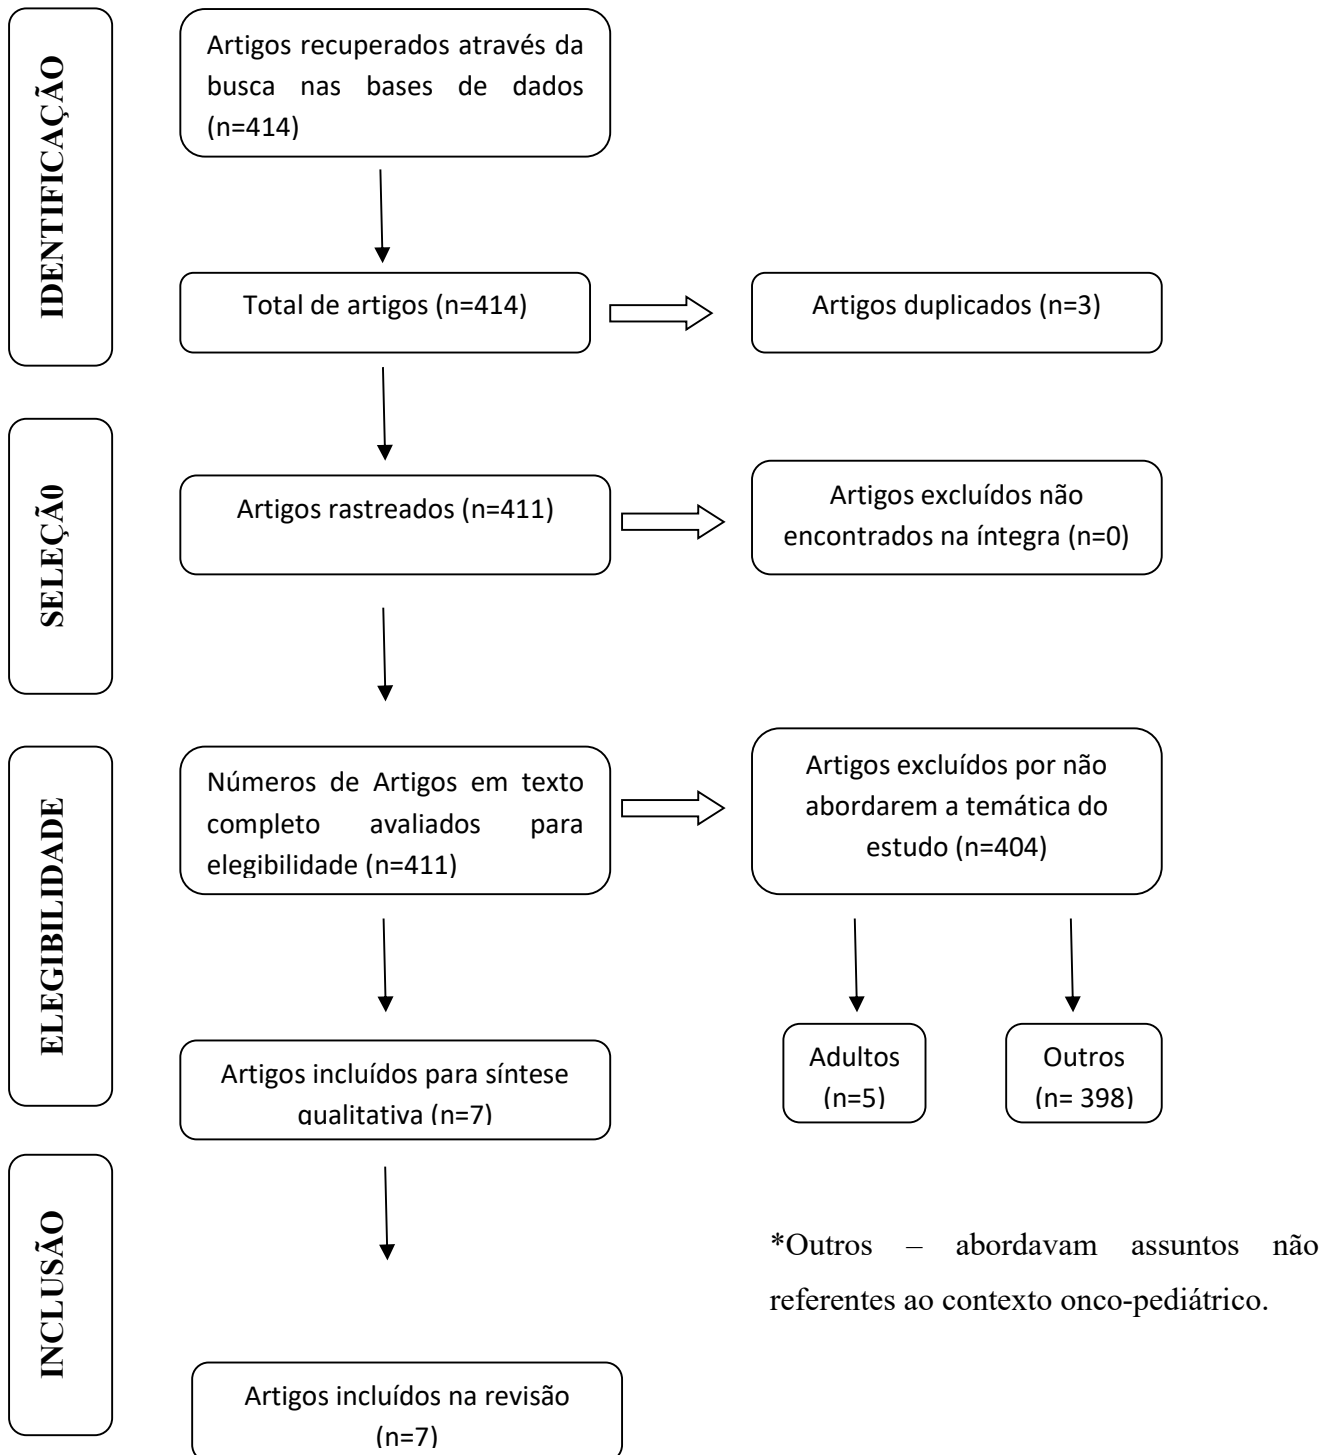 IDENTIFICAÇÃO
Artigos recuperados através da
busca nas bases de dados
(n=414)
Total de artigos (n=414)
Artigos duplicados (n=3)
SELEÇÃ0
Artigos rastreados (n=411)
Artigos excluídos não
encontrados na íntegra (n=0)
ELEGIBILIDADE
Números de Artigos em texto
completo avaliados para
elegibilidade (n=411)
Artigos excluídos por não
abordarem a temática do
estudo (n=404)
Adultos
(n=5)
Outros
(n= 398)
Artigos incluídos para síntese
qualitativa (n=7)
INCLUSÃO
*Outros – abordavam assuntos não
referentes ao contexto onco-pediátrico.
Artigos incluídos na revisão
(n=7)